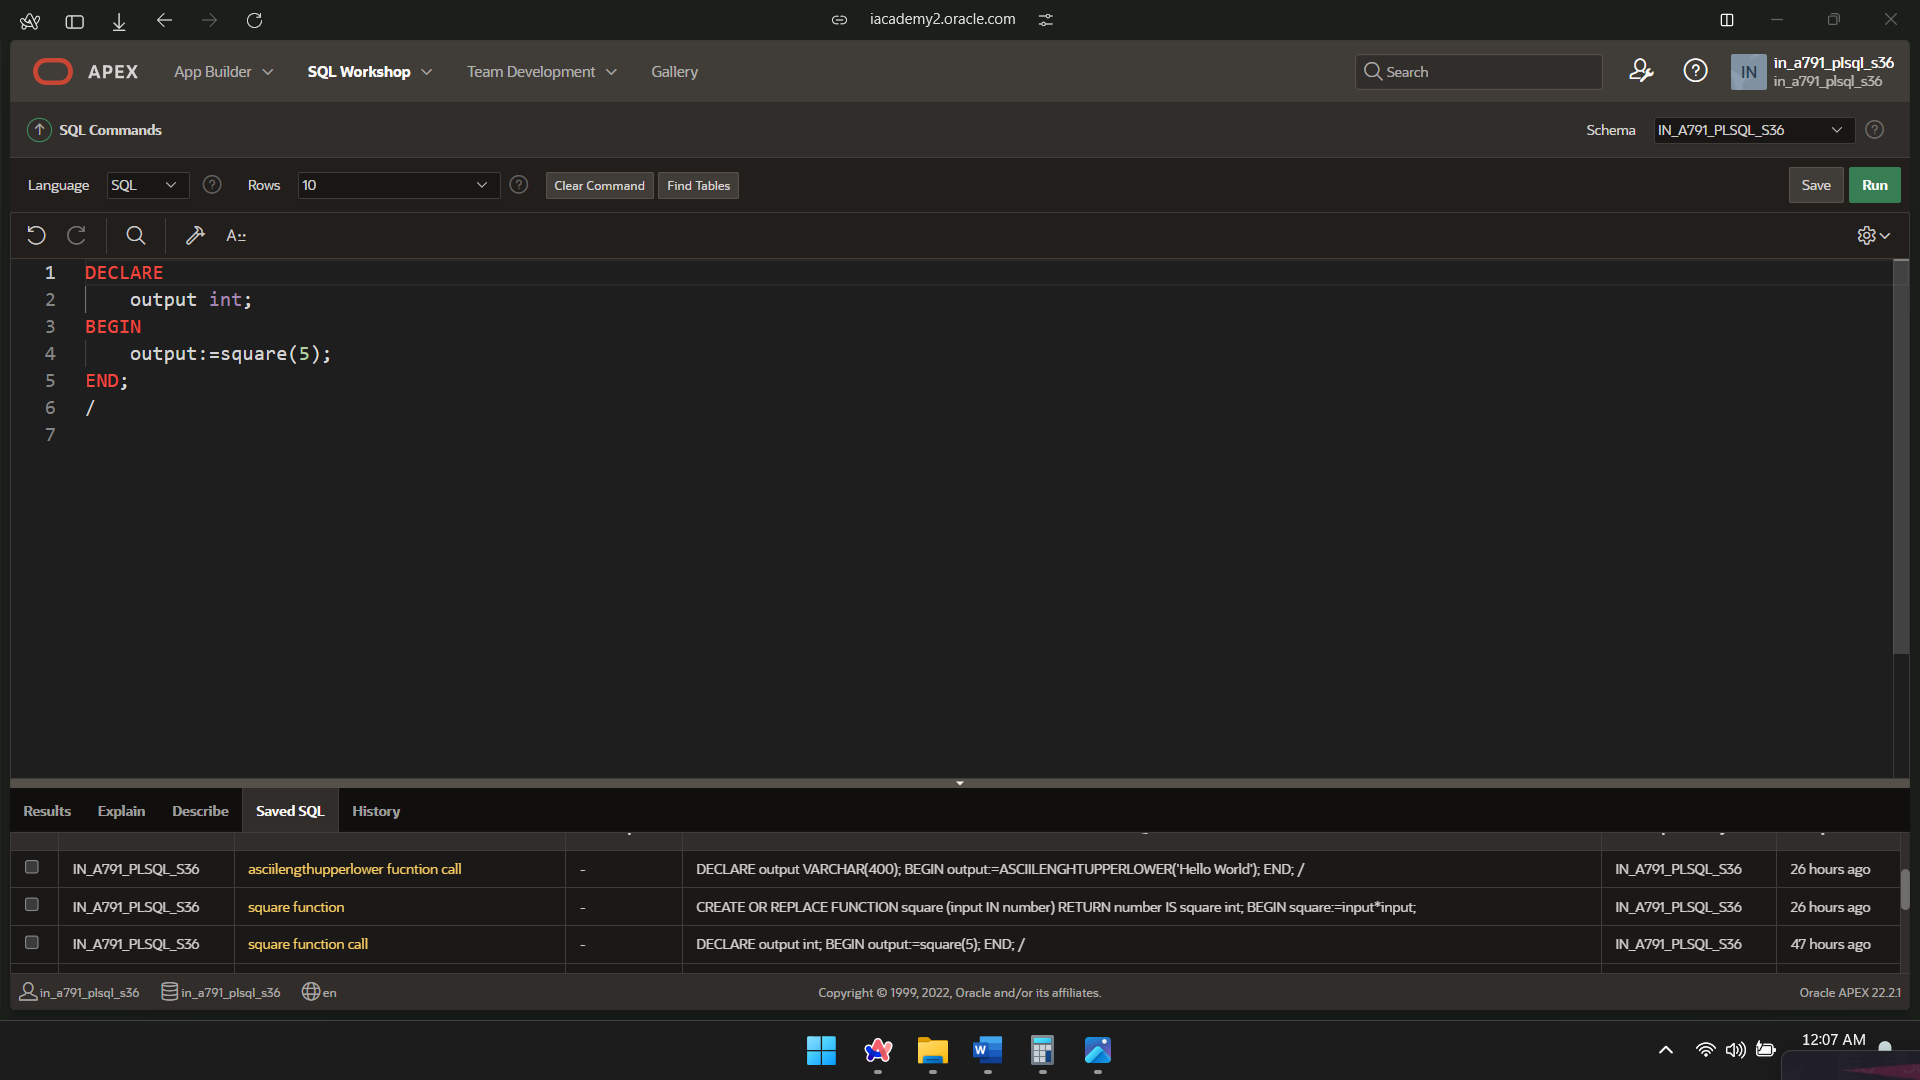 iacademy2.oracle.com
APEX App Builder SQL Workshop Team Development Gallery Search IN in_a791_plsql_s36
in_a791_plsql_s36
SQL Commands Schema IN_A791_PLSQL_S36
Language SQL Rows 10 Clear Command Find Tables Save Run
A::
1 DECLARE
2 output int;
3 BEGIN
4 output:=square(5);
5 END;
6 /
7
Results Explain Describe Saved SQL History
IN_A791_PLSQL_S36 asciilengthupperlower fucntion call - DECLARE output VARCHAR(400); BEGIN output:=ASCIILENGHTUPPERLOWER('Hello World'); END; / IN_A791_PLSQL_S36 26 hours ago
IN_A791_PLSQL_S36 square function - CREATE OR REPLACE FUNCTION square (input IN number) RETURN number IS square int; BEGIN square:=input*input; IN_A791_PLSQL_S36 26 hours ago
IN_A791_PLSQL_S36 square function call - DECLARE output int; BEGIN output:=square(5); END; / IN_A791_PLSQL_S36 47 hours ago
in_a791_plsql_s36 in_a791_plsql_s36 en Copyright © 1999, 2022, Oracle and/or its affiliates. Oracle APEX 22.2.1
12:07 AM